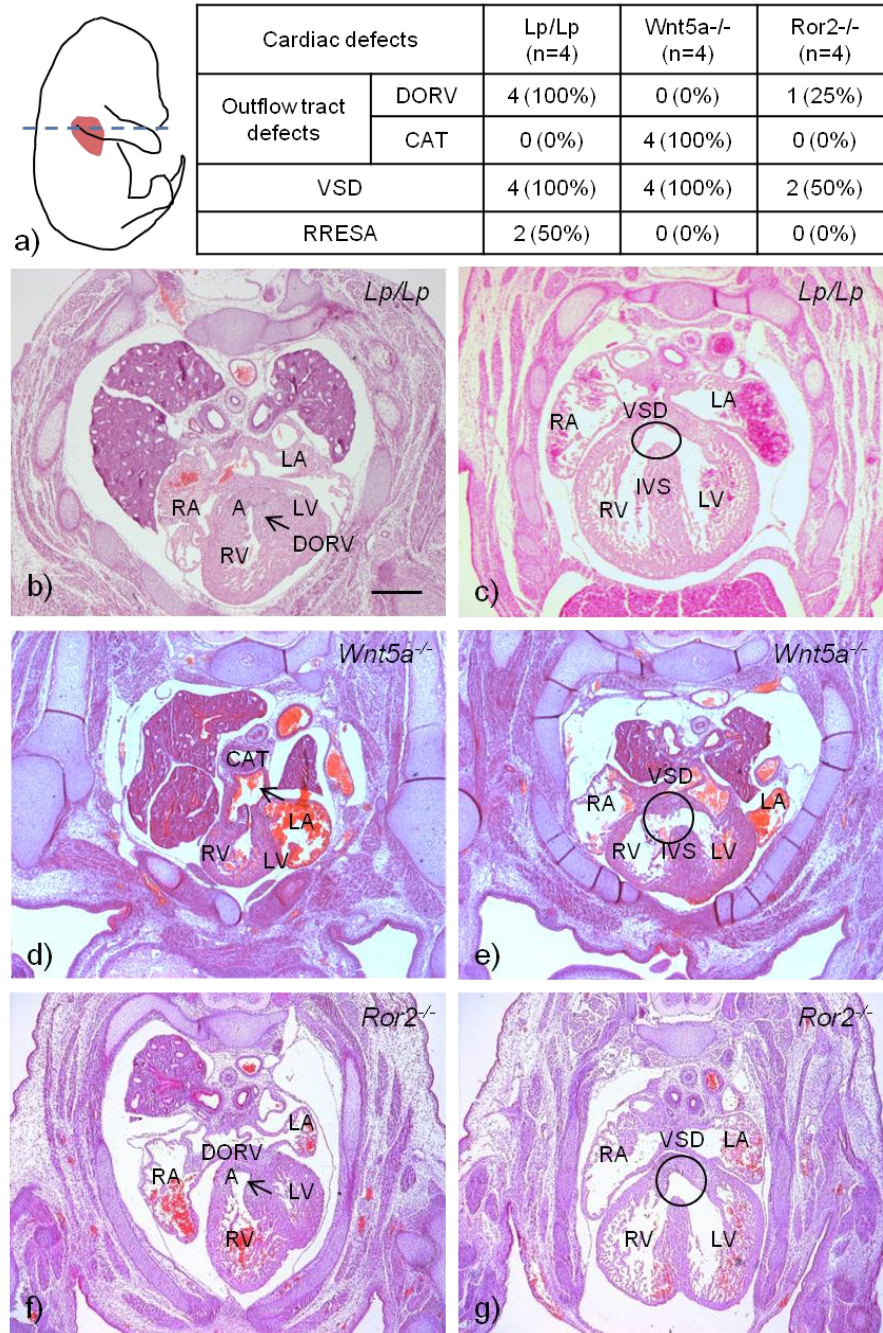 Cardiac defects
Lp/Lp
(n=4)
Wnt5a-/-
(n=4)
Ror2-/-
(n=4)
Outflow tract
defects
DORV
4 (100%)
0 (0%)
1 (25%)
CAT
0 (0%)
4 (100%)
0 (0%)
VSD
4 (100%)
4 (100%)
2 (50%)
RRESA
2 (50%)
0 (0%)
0 (0%)
a)
Lp/Lp
LA
RA
A
LV
DORV
RV
b)
Lp/Lp
VSD
LA
RA
IVS
RV
LV
c)
Wnt5a-/-
CAT
LA
RV
LV
d)
Wnt5a-/-
VSD
RA
LA
RV
IVS
LV
e)
Ror2-/-
LA
DORV
RA
A
LV
RV
f)
Ror2-/-
VSD
LA
RA
RV
LV
g)